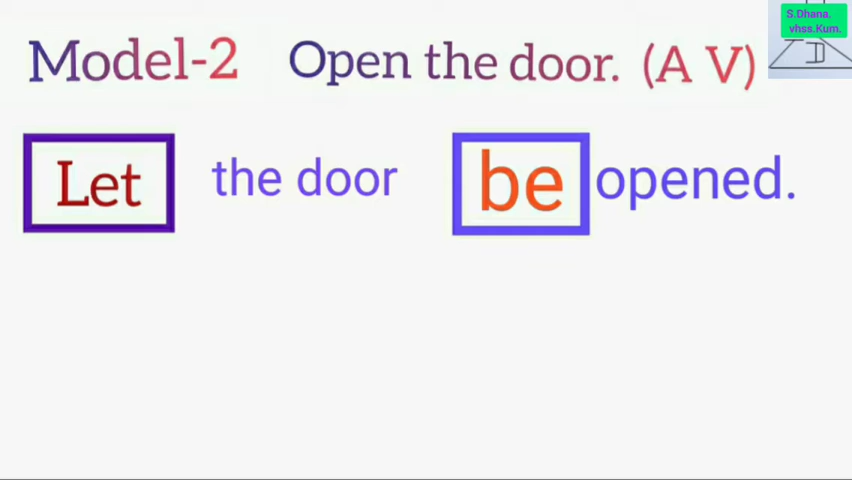 Model-2 Open the door. (A V)
S.Dhana.
vhss.Kum.
Let the door be opened.